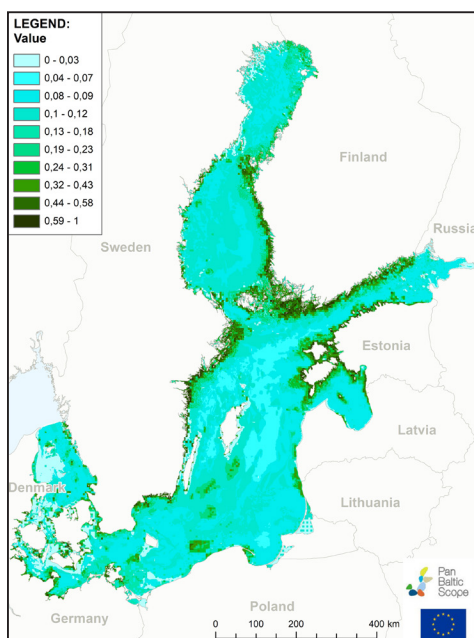 LEGEND:
Value
0 - 0,03
0,04 - 0,07
0,08 - 0,09
0,1 - 0,12
0,13 - 0,18
0,19 - 0,23
0,24 - 0,31
0,32 - 0,43
0,44 - 0,58
0,59 - 1
Finland
Russia
Sweden
Estonia
Latvia
Denmark
Lithuania
Germany
Poland
Pan
Baltic
Scope
0 100 200 400 km